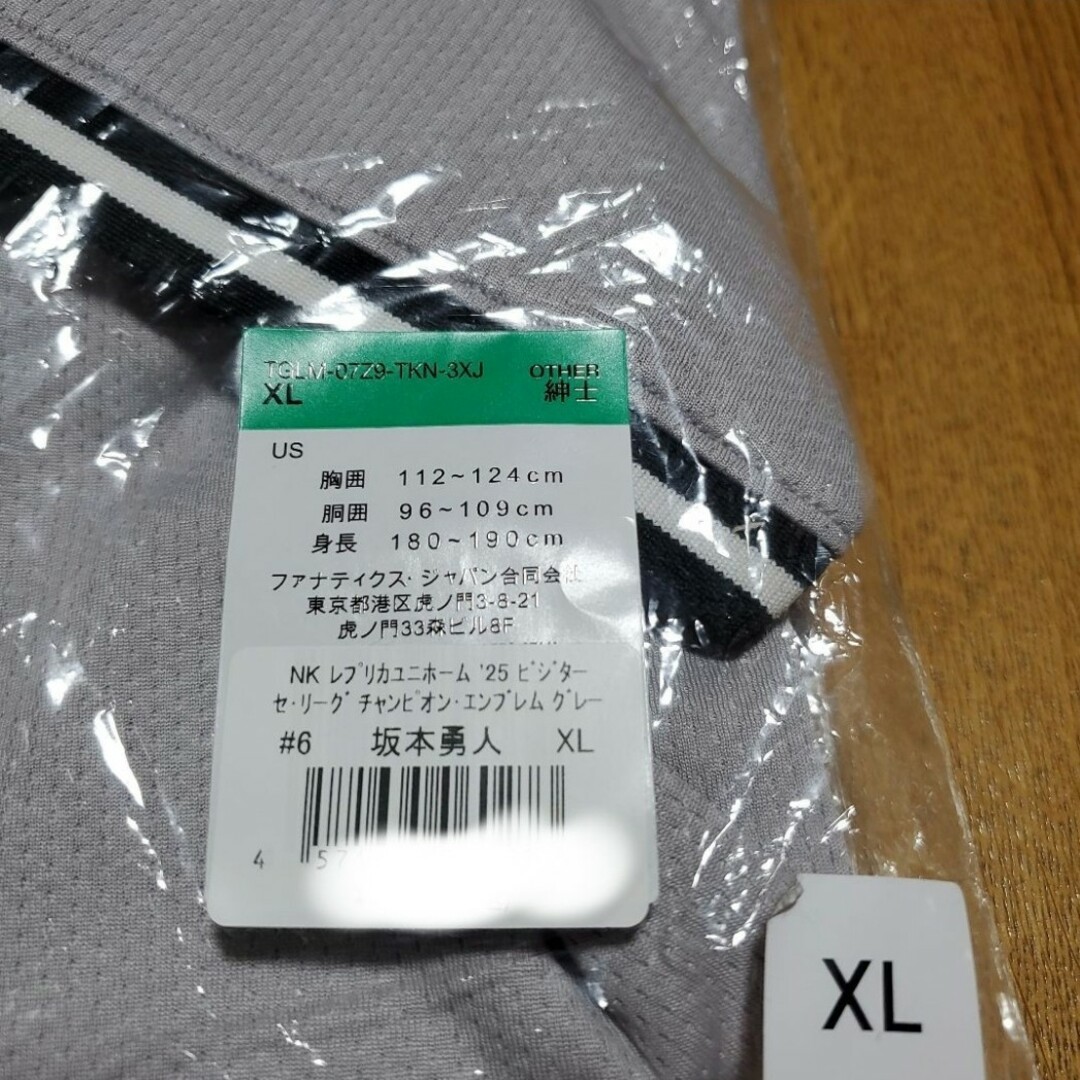 TGLM-07Z9-TKN-3XJ OTHER
XL 紳士
US
胸囲 112~124cm
胴囲 96~109cm
身長 180~190cm
ファナティクス・ジャパン合同会社
東京都港区虎ノ門3-8-21
虎ノ門33森ビル8F
NK レプリカユニホーム '25 ビジター
セ・リーグ チャンピオン・エンブレム グレー
#6 坂本勇人 XL
4 57
XL